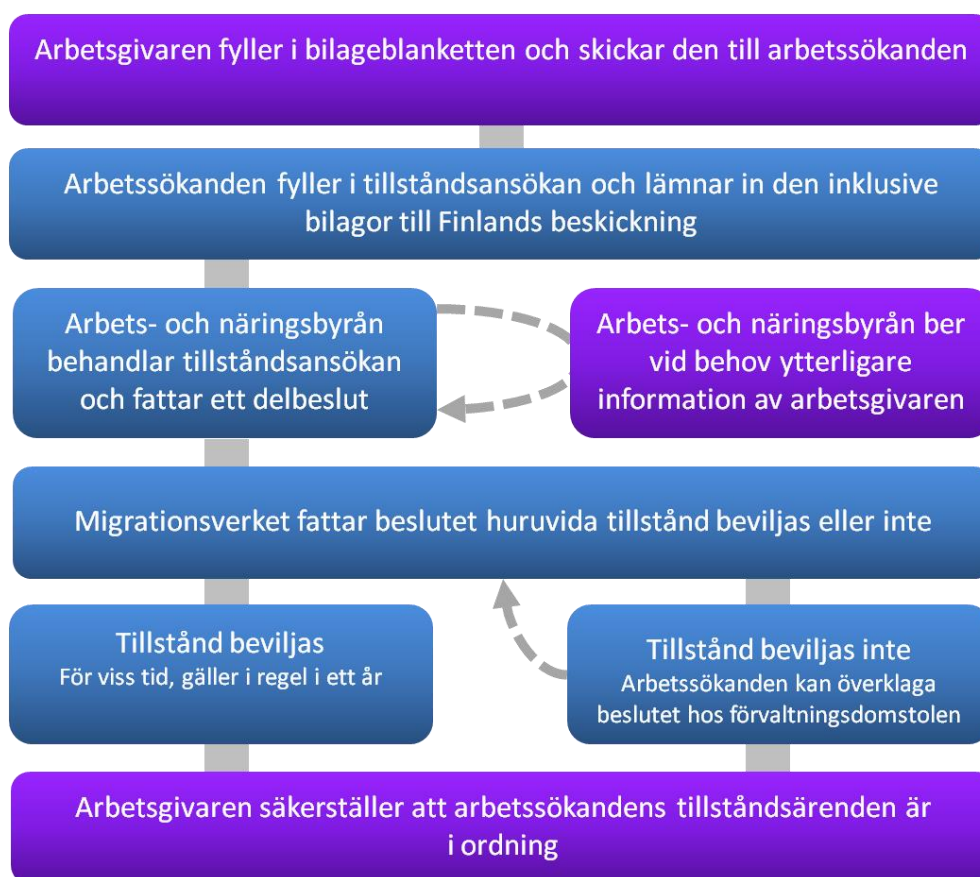 Arbetsgivaren fyller i bilageblanketten och skickar den till arbetssökanden
Arbetssökanden fyller i tillståndsansökan och lämnar in den inklusive
bilagor till Finlands beskickning
Arbets- och näringsbyrån
behandlar tillståndsansökan
och fattar ett delbeslut
Arbets- och näringsbyrån ber
vid behov ytterligare
information av arbetsgivaren
Migrationsverket fattar beslutet huruvida tillstånd beviljas eller inte
Tillstånd beviljas
För viss tid, gäller i regel i ett år
Tillstånd beviljas inte
Arbetssökanden kan överklaga
beslutet hos förvaltningsdomstolen
Arbetsgivaren säkerställer att arbetssökandens tillståndsärenden är
i ordning